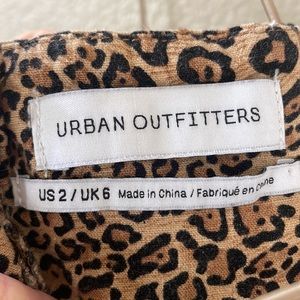 URBAN OUTFITTERS
US 2 / UK 6 Made in China / Fabriqué en Chine